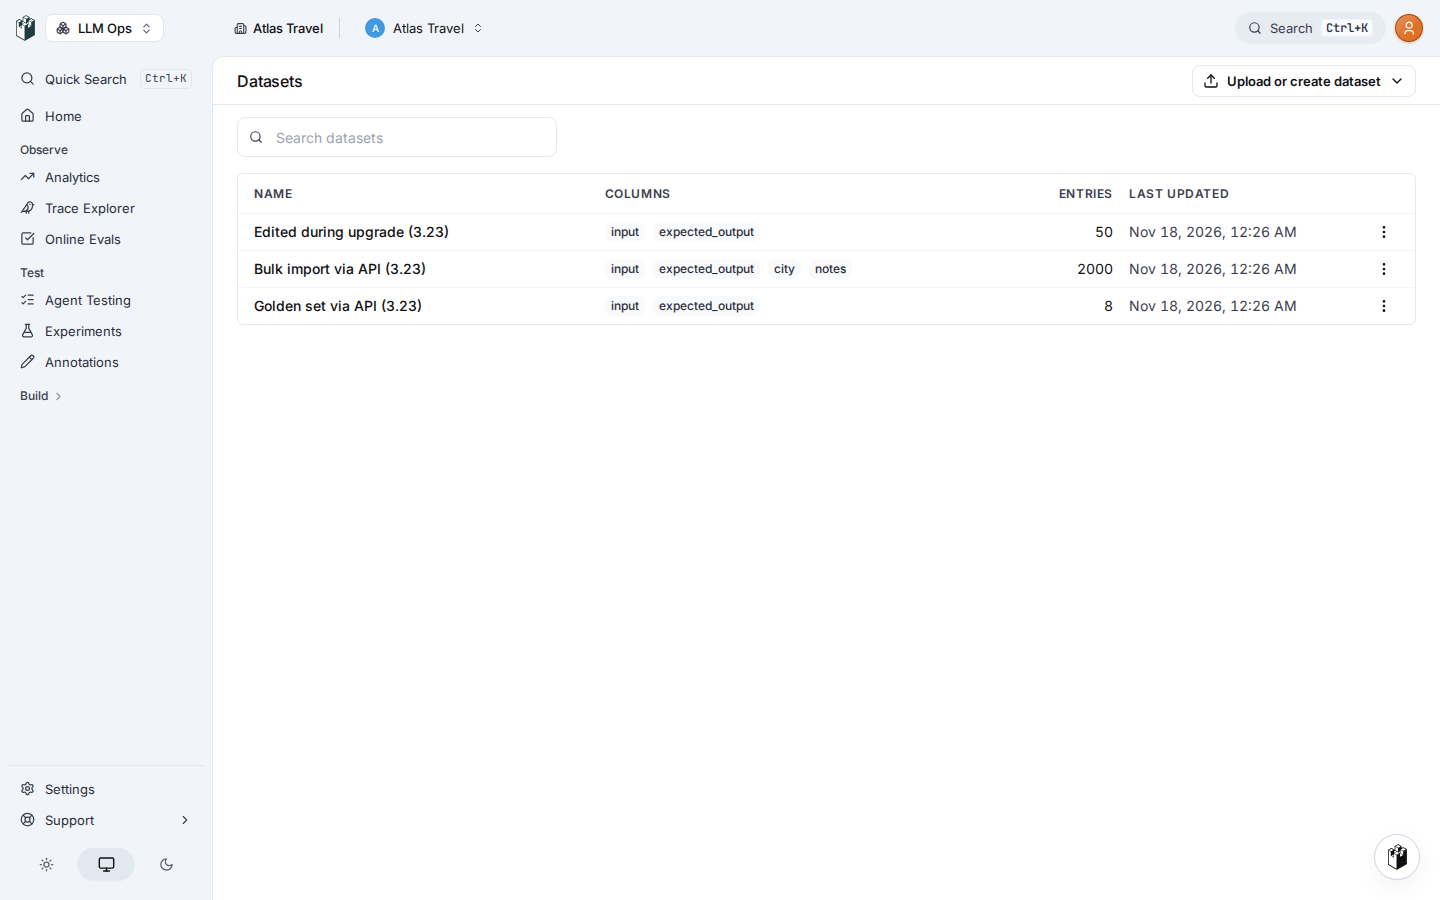 LLM Ops
Atlas Travel
A Atlas Travel
Search Ctrl+K
Quick Search Ctrl+K
Home
Observe
Analytics
Trace Explorer
Online Evals
Test
Agent Testing
Experiments
Annotations
Build
Settings
Support
Datasets
Upload or create dataset
Search datasets
NAME COLUMNS ENTRIES LAST UPDATED
Edited during upgrade (3.23) input expected_output 50 Nov 18, 2026, 12:26 AM
Bulk import via API (3.23) input expected_output city notes 2000 Nov 18, 2026, 12:26 AM
Golden set via API (3.23) input expected_output 8 Nov 18, 2026, 12:26 AM